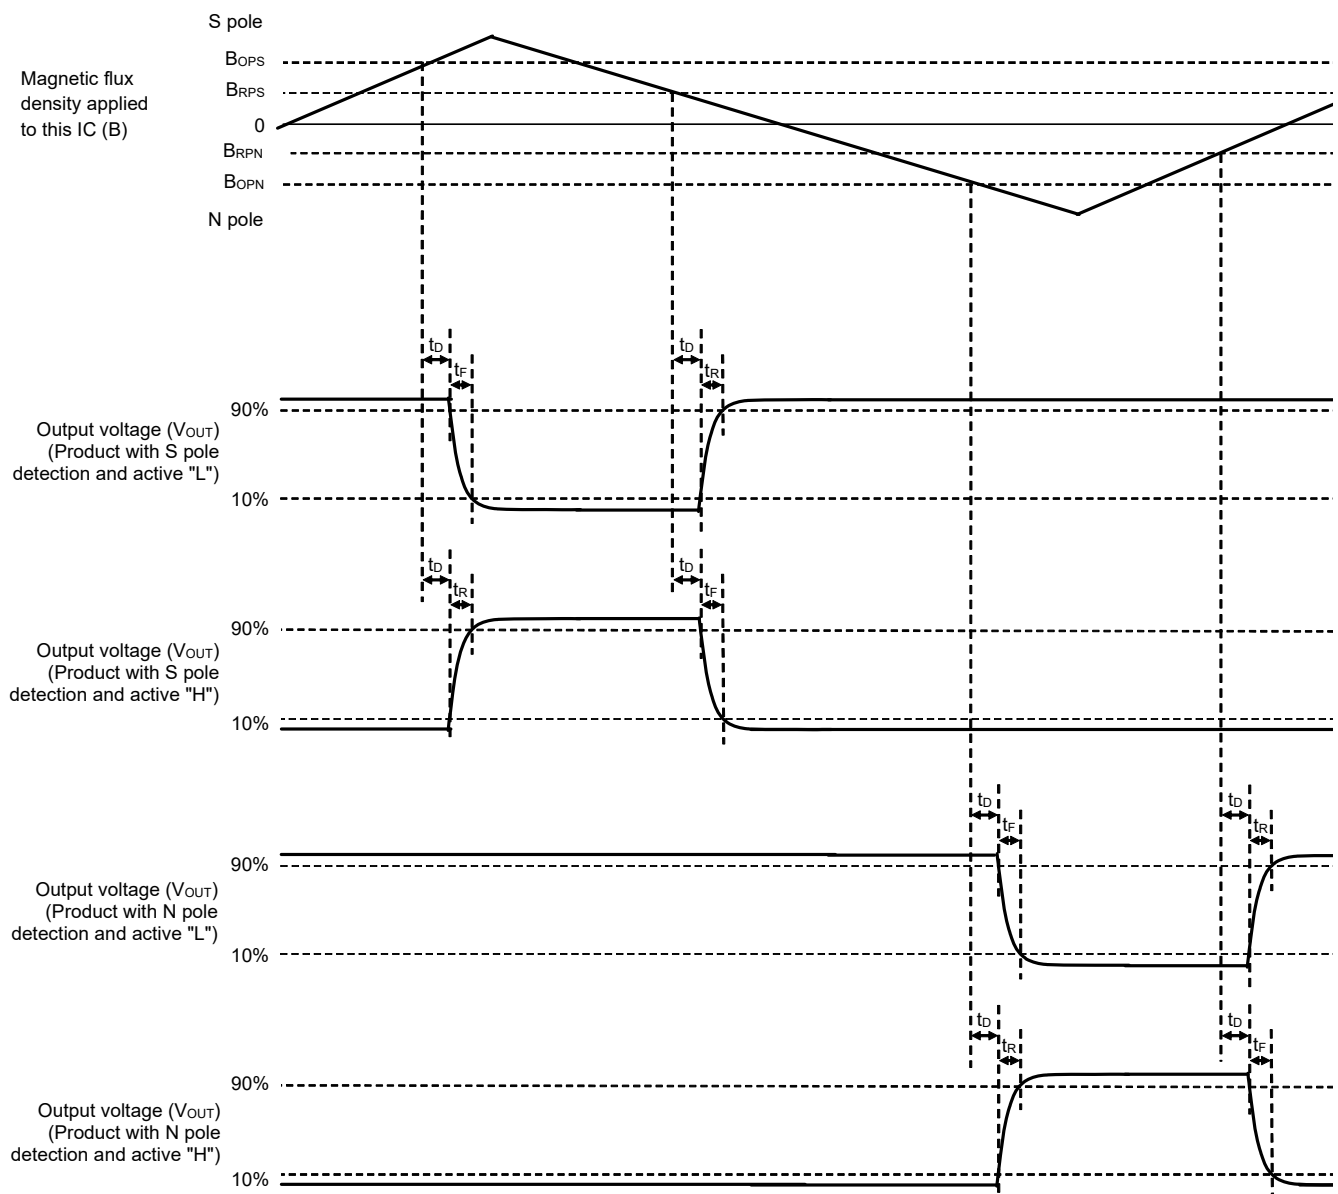 S pole
BOPS
BRPS
Magnetic flux
density applied
to this IC (B)
0
BRPN
BOPN
N pole
tD
tF
tD
tR
90%
Output voltage (VOUT)
(Product with S pole
detection and active "L")
10%
tD
tR
tD
tF
90%
Output voltage (VOUT)
(Product with S pole
detection and active "H")
10%
tD
tF
tD
tR
90%
Output voltage (VOUT)
(Product with N pole
detection and active "L")
10%
tD
tR
tD
tF
90%
Output voltage (VOUT)
(Product with N pole
detection and active "H")
10%